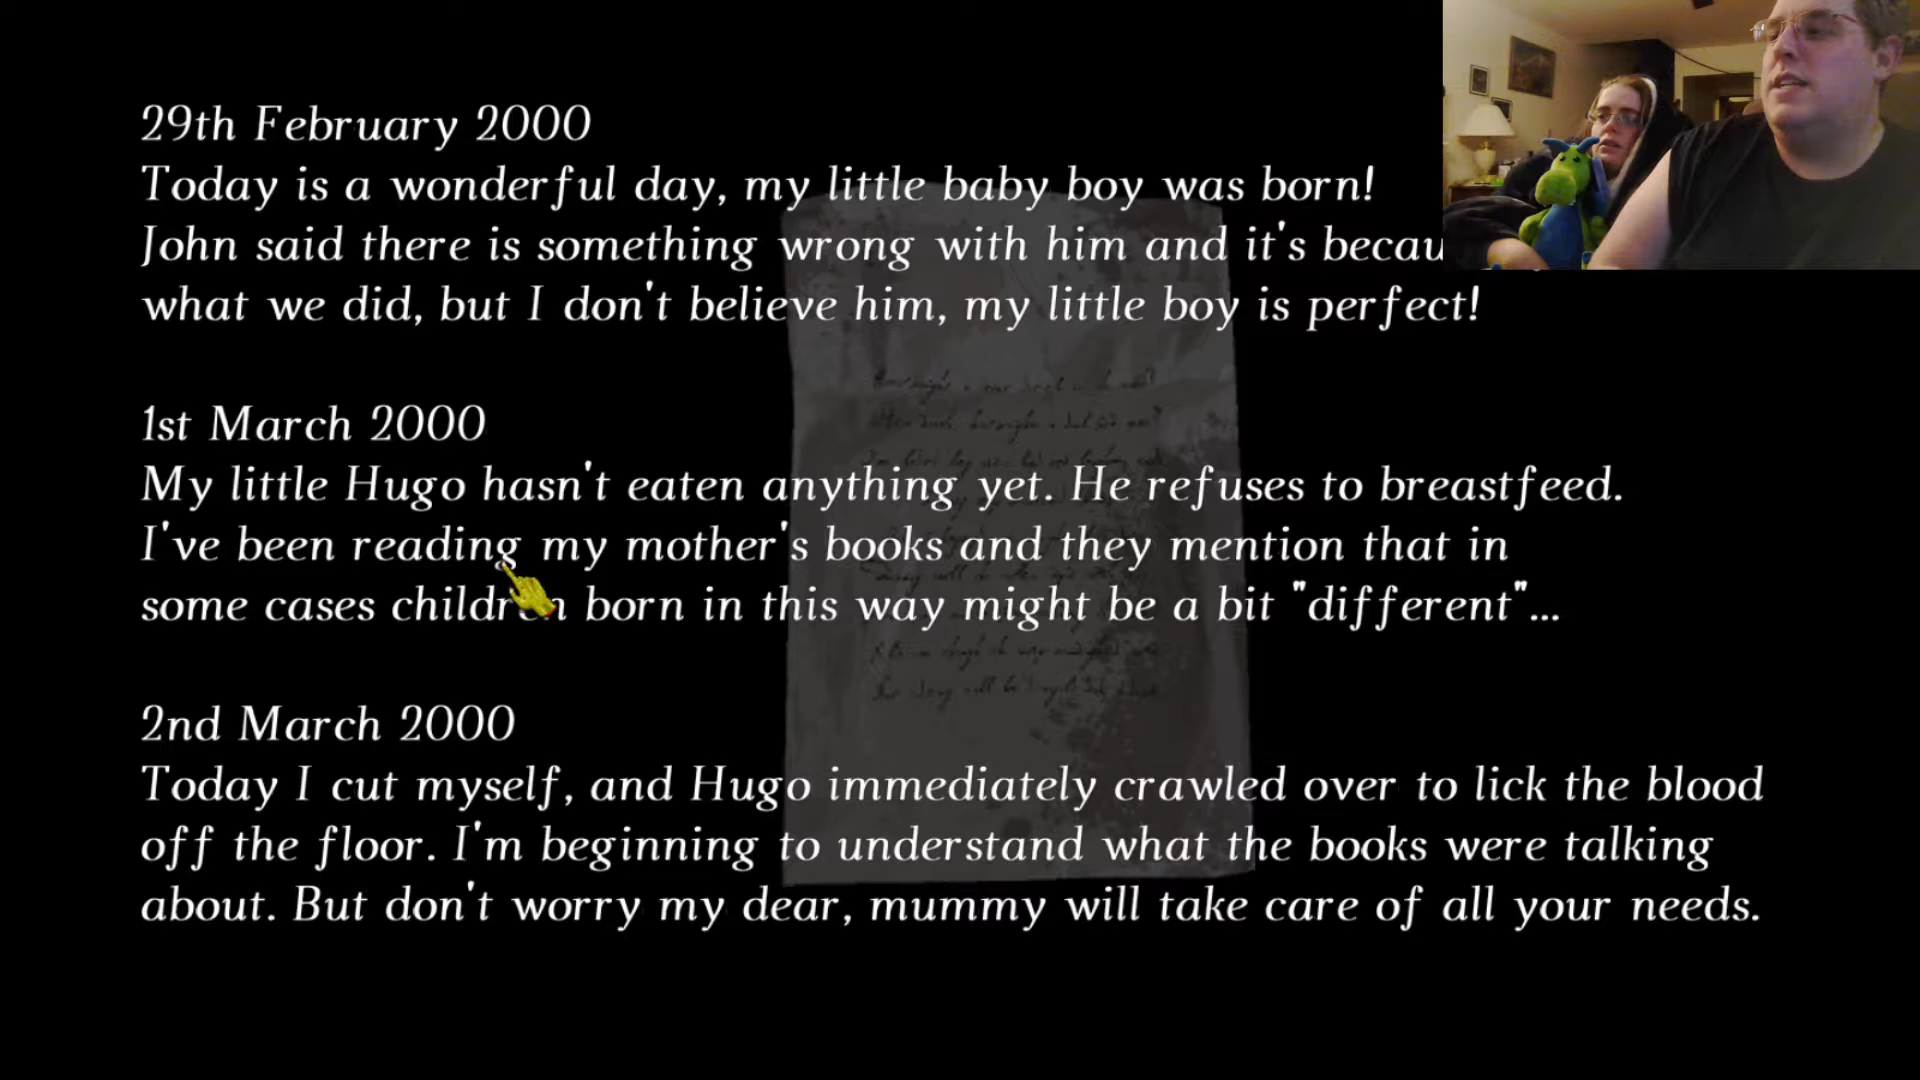 29th February 2000
Today is a wonderful day, my little baby boy was born!
John said there is something wrong with him and it's
what we did, but I don't believe him, my little boy is perfect!
1st March 2000
My little Hugo hasn't eaten anything yet. He refuses to breastfeed.
I've been reading my mother's books and they mention that in
some cases children born in this way might be a bit "different"...
2nd March 2000
Today I cut myself, and Hugo immediately crawled over to lick the blood
off the floor. I'm beginning to understand what the books were talking
about. But don't worry my dear, mummy will take care of all your needs.